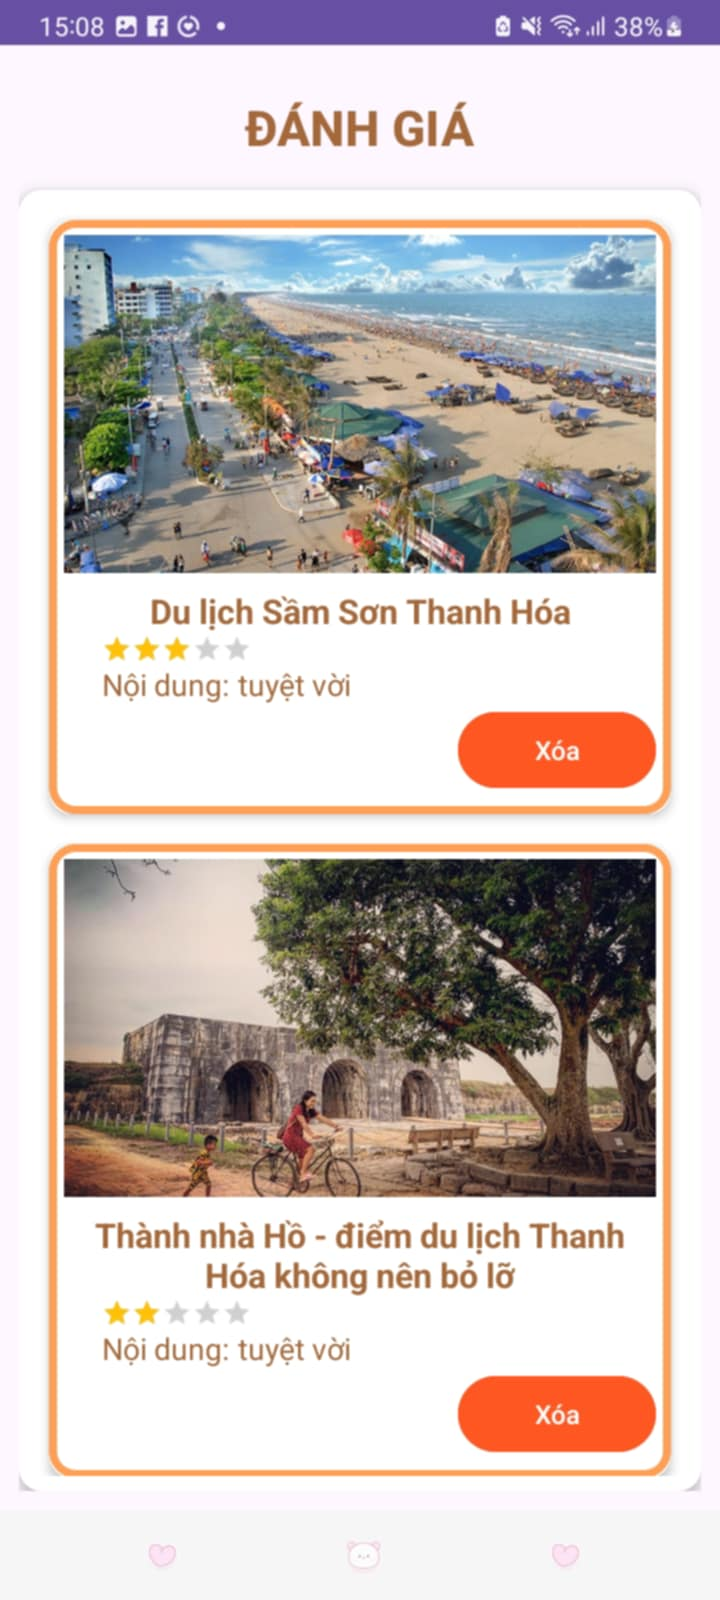 15:08
38%
ĐÁNH GIÁ
Du lịch Sầm Sơn Thanh Hóa
Nội dung: tuyệt vời
Xóa
Thành nhà Hồ - điểm du lịch Thanh
Hóa không nên bỏ lỡ
Nội dung: tuyệt vời
Xóa